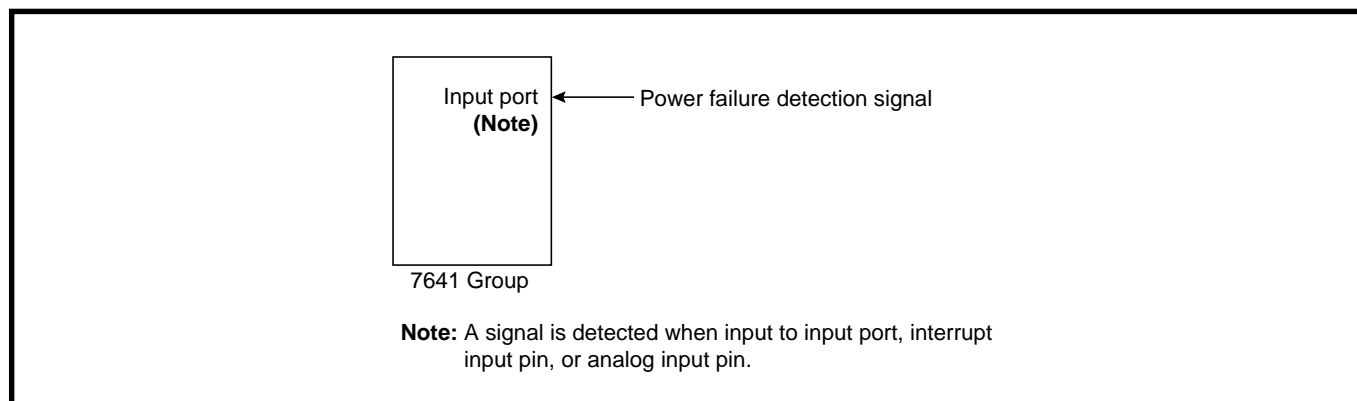 Input port
(Note)
Power failure detection signal
7641 Group
Note: A signal is detected when input to input port, interrupt
input pin, or analog input pin.